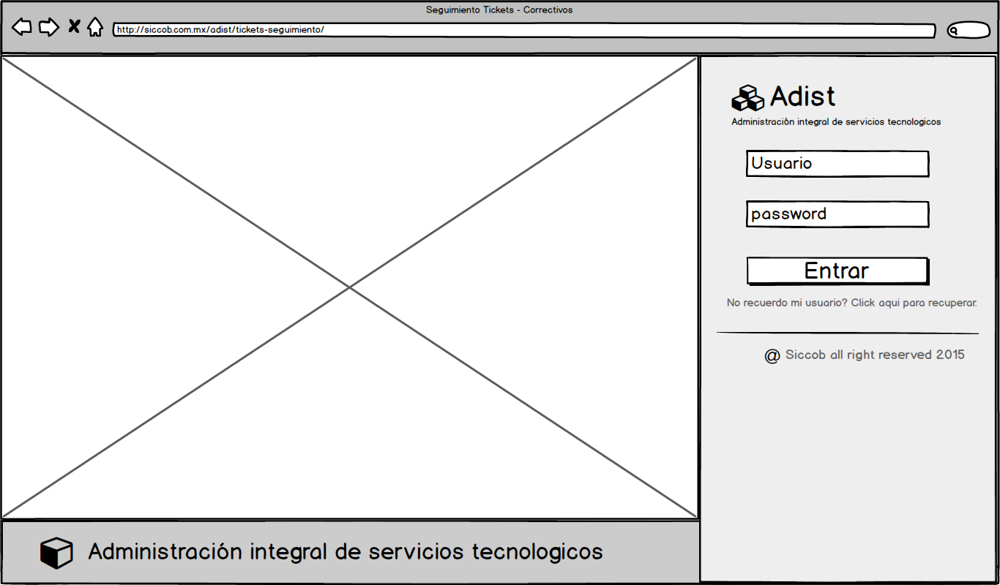 Seguimiento Tickets - Correctivos
http://siccob.com.mx/adist/tickets-seguimiento/
Adist
Administración integral de servicios tecnologicos
Usuario
password
Entrar
No recuerdo mi usuario? Click aqui para recuperar.
@ Siccob all right reserved 2015
Administración integral de servicios tecnologicos